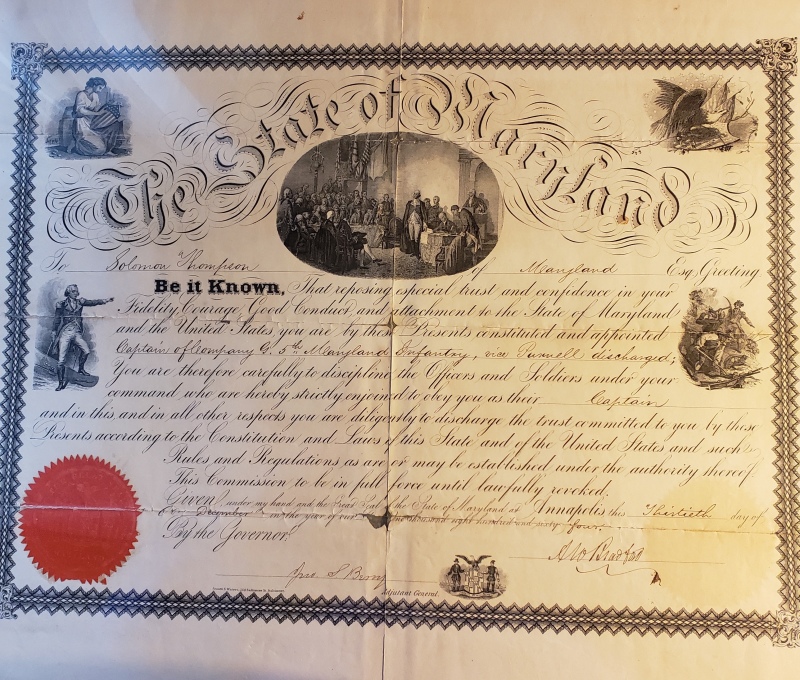 The State of Maryland
To Solomon Thompson of Maryland Esq. Greeting
Be it Known, That reposing especial trust and confidence in your
Fidelity, Courage, Good Conduct, and attachment to the State of Maryland
and the United States, you are by these Presents constituted and appointed
Captain of Company G. 5th Maryland Infantry, vice Purnell discharged;
You are therefore carefully to discipline the Officers and Soldiers under your
command, who are hereby strictly enjoined to obey you as their Captain
and in this, and in all other respects you are diligently to discharge the trust committed to you by these
Presents according to the Constitution and Laws of this State and of the United States and such
Rules and Regulations as are or may be established under the authority thereof
This Commission to be in full force until lawfully revoked.
Given under my hand and the Great Seal of the State of Maryland at Annapolis this Thirtieth day of
December in the year of our one thousand eight hundred and sixty four
By the Governor
A W Bradford
Jno. S. Berry
Adjutant General.